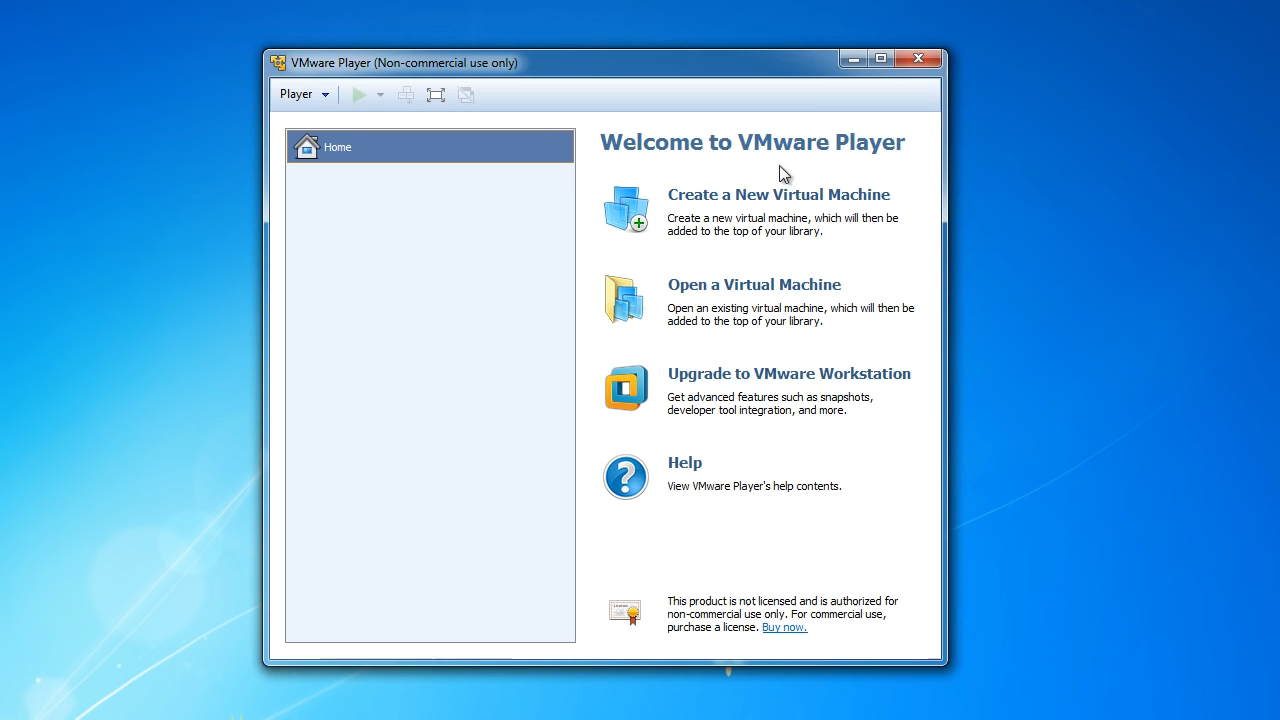 VMware Player (Non-commercial use only)
Player
Home
Welcome to VMware Player
Create a New Virtual Machine
Create a new virtual machine, which will then be
added to the top of your library.
Open a Virtual Machine
Open an existing virtual machine, which will then be
added to the top of your library.
Upgrade to VMware Workstation
Get advanced features such as snapshots,
developer tool integration, and more.
Help
View VMware Player's help contents.
This product is not licensed and is authorized for
non-commercial use only. For commercial use,
purchase a license. Buy now.